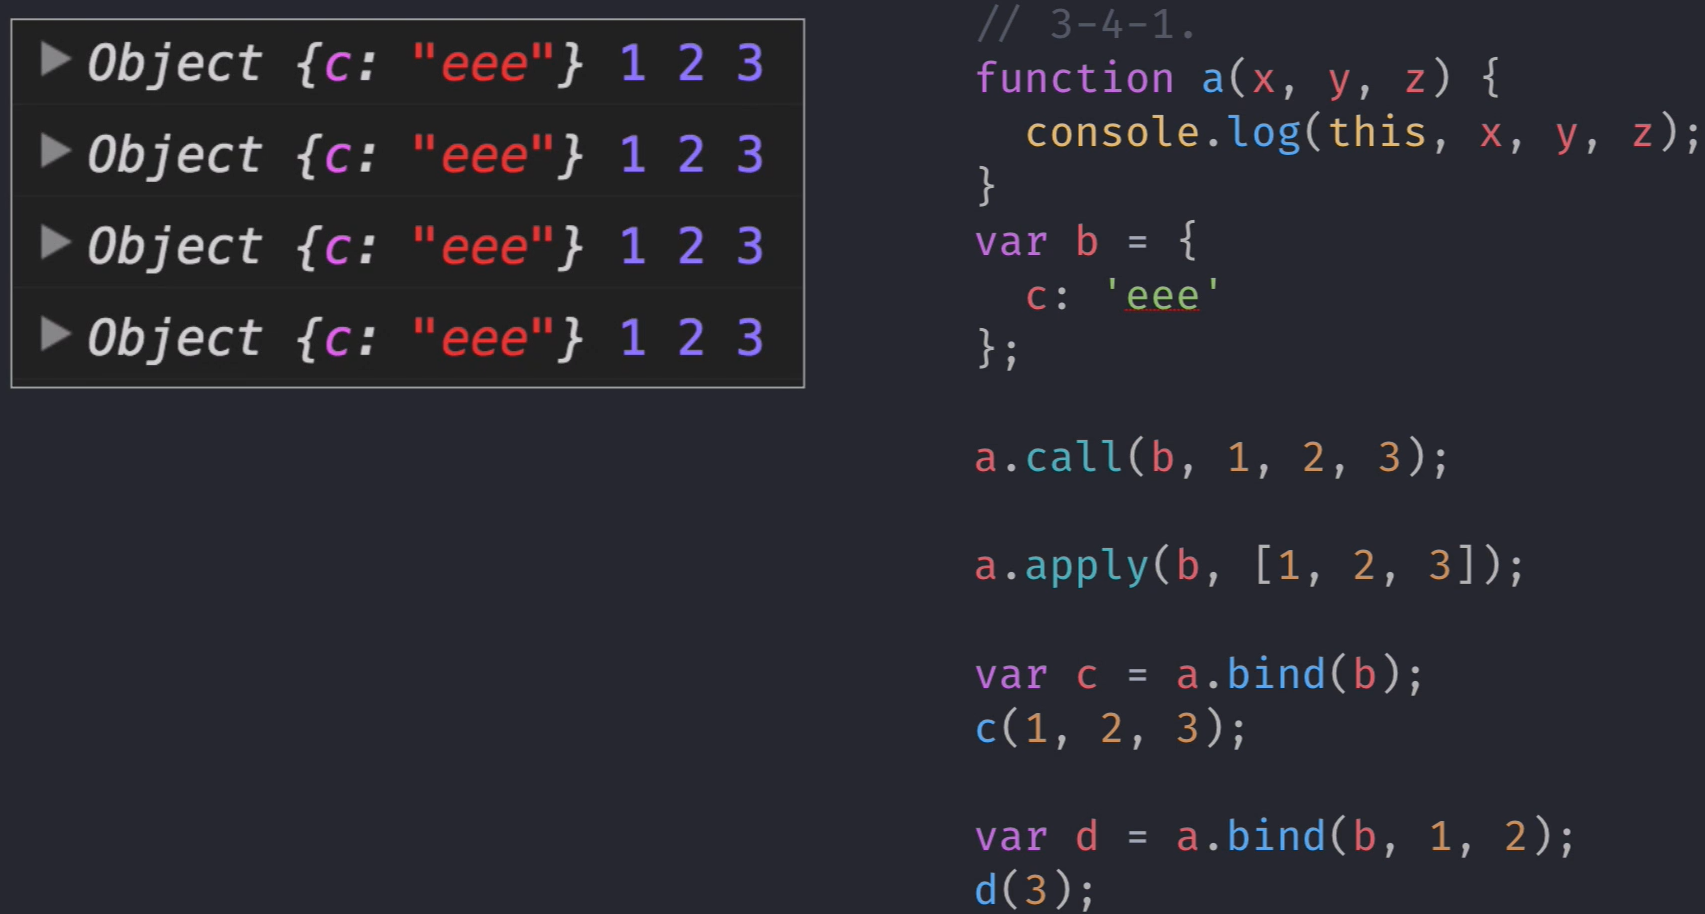 Object {c: "eee"} 1 2 3
Object {c: "eee"} 1 2 3
Object {c: "eee"} 1 2 3
Object {c: "eee"} 1 2 3
// 3-4-1.
function a(x, y, z) {
  console.log(this, x, y, z);
}
var b = {
  c: 'eee'
};
a.call(b, 1, 2, 3);
a.apply(b, [1, 2, 3]);
var c = a.bind(b);
c(1, 2, 3);
var d = a.bind(b, 1, 2);
d(3);